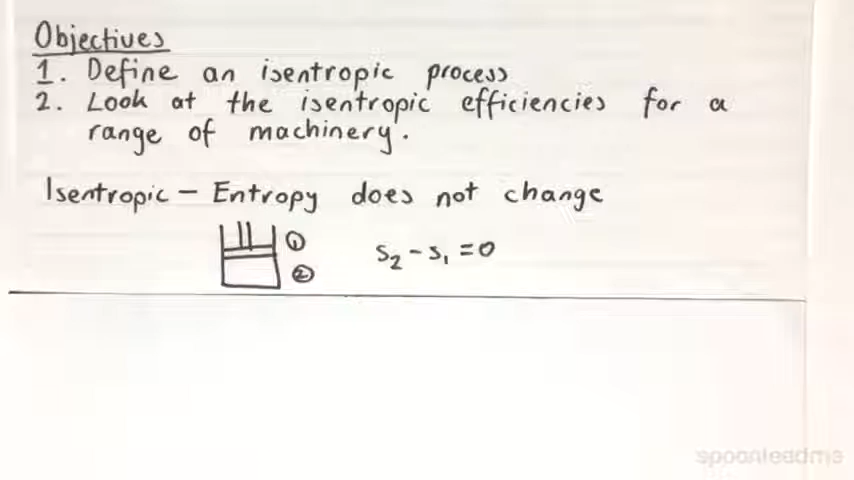 Objectives
1. Define an isentropic process
2. Look at the isentropic efficiencies for a
range of machinery.
Isentropic – Entropy does not change
①
②
s₂ – s₁ = 0
spoonfeedme